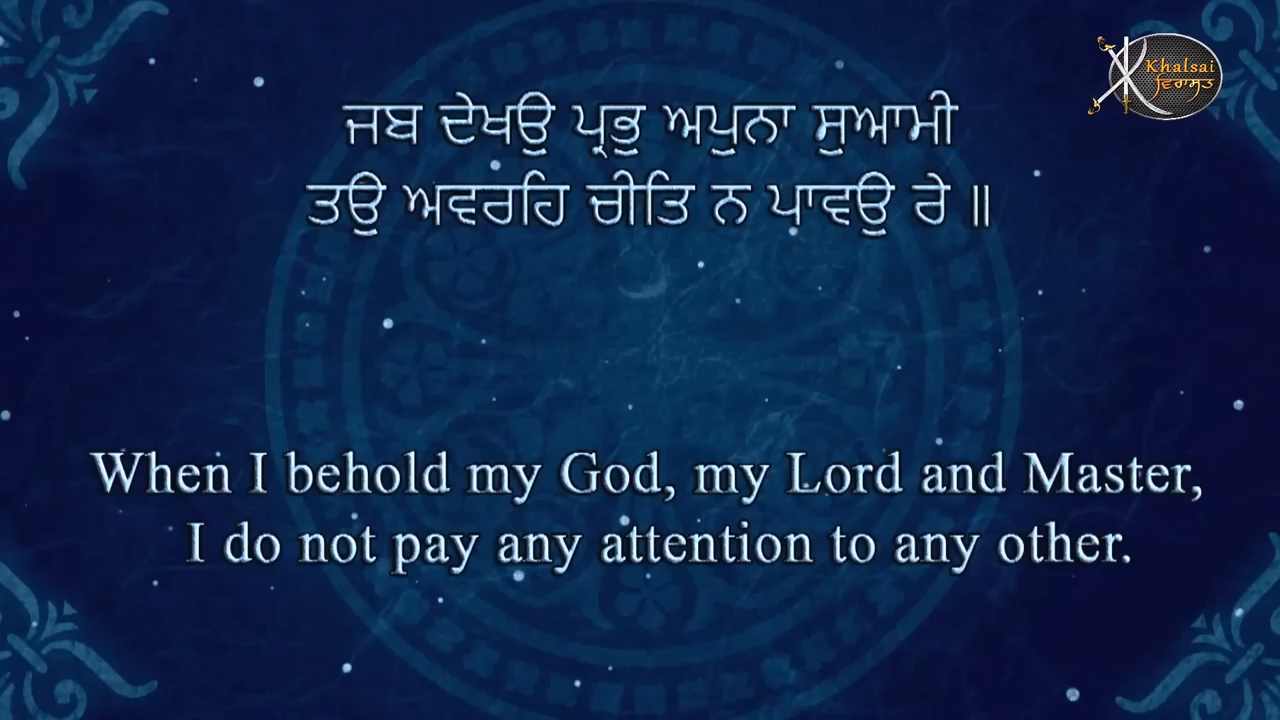 Khalsai
ਵਿਰਾਸਤ
ਜਬ ਦੇਖਉ ਪ੍ਰਭੁ ਅਪੁਨਾ ਸੁਆਮੀ
ਤਉ ਅਵਰਹਿ ਚੀਤਿ ਨ ਪਾਵਉ ਰੇ ॥
When I behold my God, my Lord and Master,
I do not pay any attention to any other.